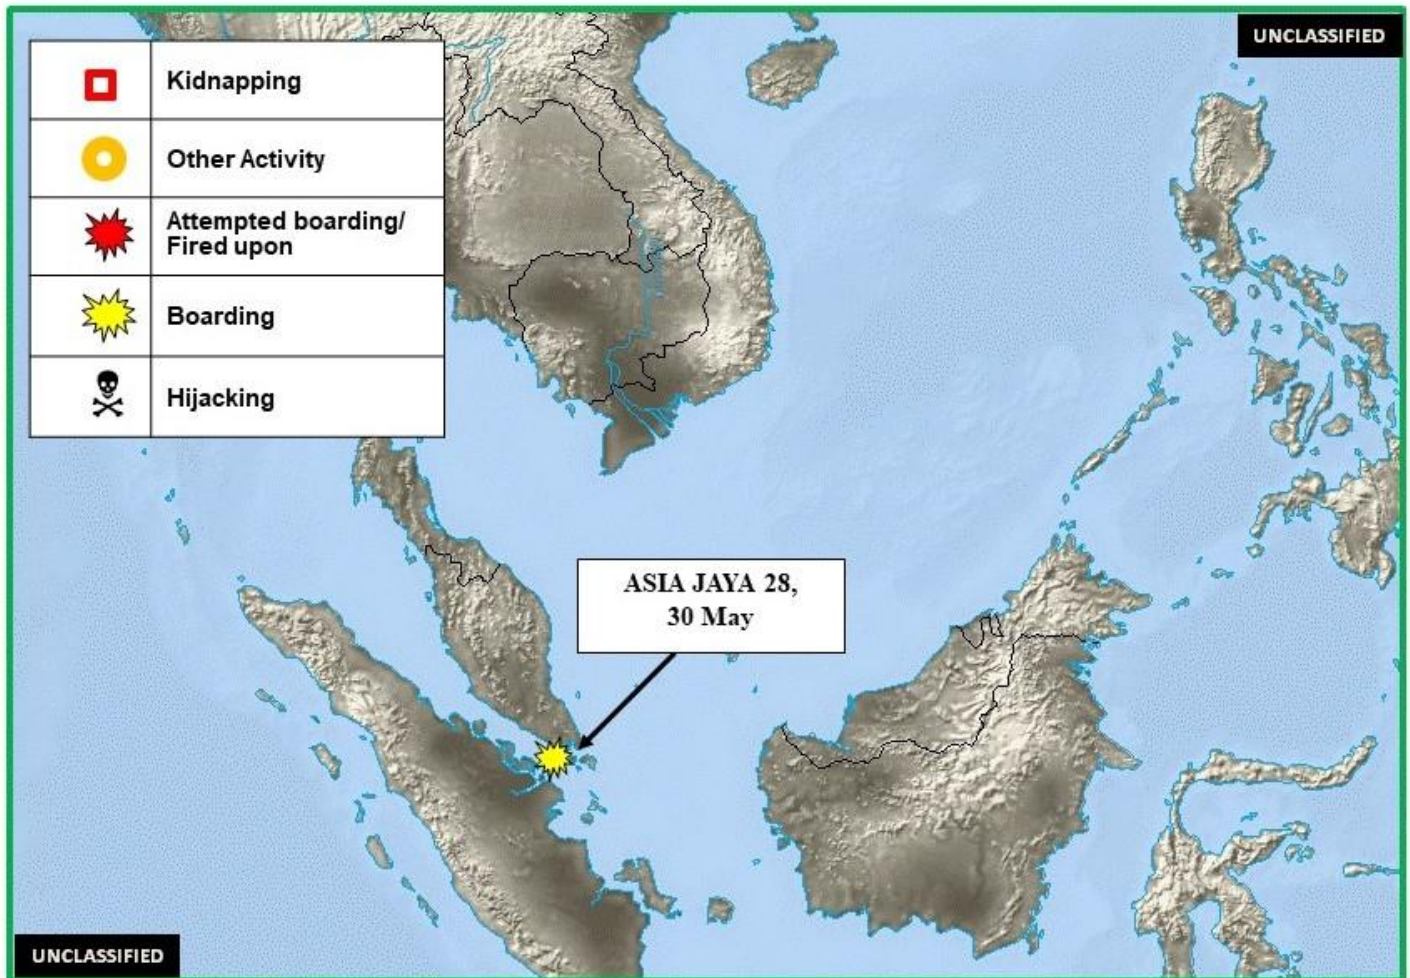 UNCLASSIFIED
Kidnapping
Other Activity
Attempted boarding/
Fired upon
Boarding
Hijacking
ASIA JAYA 28,
30 May
UNCLASSIFIED